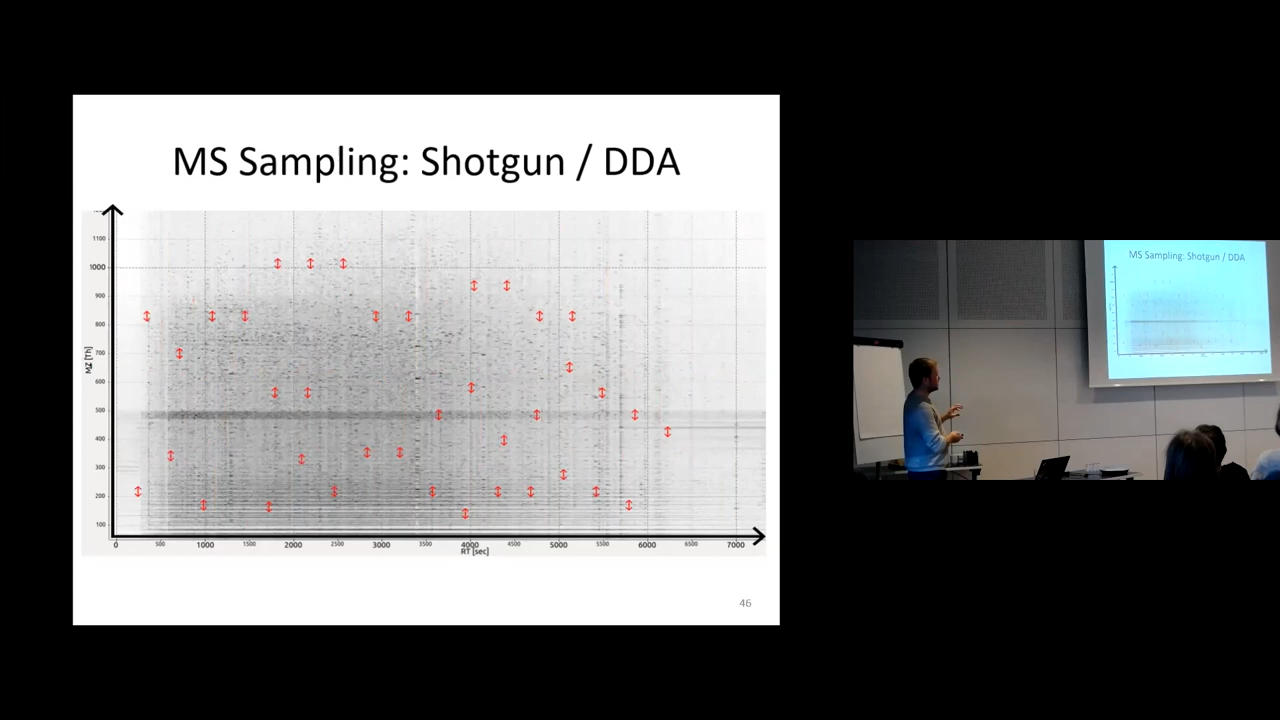 MS Sampling: Shotgun / DDA
1100
1000
900
800
700
600
500
400
300
200
100
MZ [Th]
0 500 1000 1500 2000 2500 3000 3500 4000 4500 5000 5500 6000 6500 7000
RT [sec]
46
MS Sampling: Shotgun / DDA